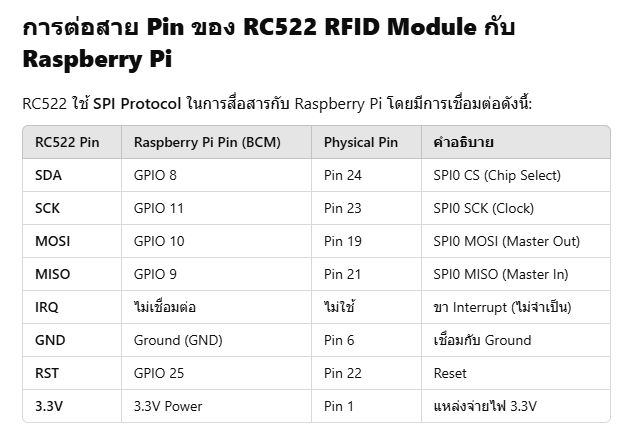 การต่อสาย Pin ของ RC522 RFID Module กับ
Raspberry Pi
RC522 ใช้ SPI Protocol ในการสื่อสารกับ Raspberry Pi โดยมีการเชื่อมต่อดังนี้:
RC522 Pin Raspberry Pi Pin (BCM) Physical Pin คำอธิบาย
SDA GPIO 8 Pin 24 SPI0 CS (Chip Select)
SCK GPIO 11 Pin 23 SPI0 SCK (Clock)
MOSI GPIO 10 Pin 19 SPI0 MOSI (Master Out)
MISO GPIO 9 Pin 21 SPI0 MISO (Master In)
IRQ ไม่เชื่อมต่อ ไม่ใช้ ขา Interrupt (ไม่จำเป็น)
GND Ground (GND) Pin 6 เชื่อมกับ Ground
RST GPIO 25 Pin 22 Reset
3.3V 3.3V Power Pin 1 แหล่งจ่ายไฟ 3.3V